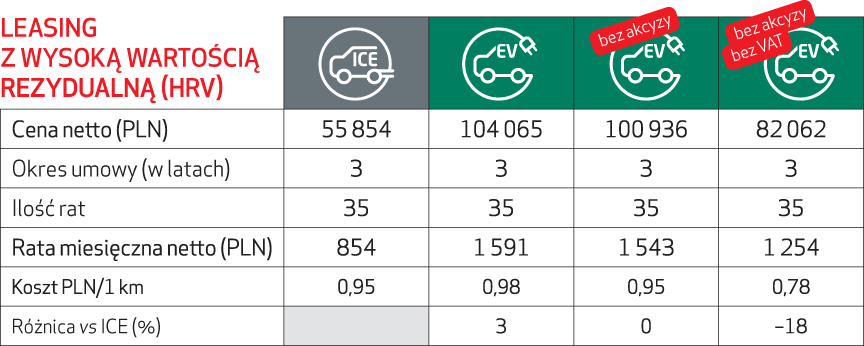 LEASING
Z WYSOKĄ WARTOŚCIĄ
REZYDUALNĄ (HRV)
ICE
EV
bez akcyzy
EV
bez akcyzy
bez VAT
EV
Cena netto (PLN) 55 854 104 065 100 936 82 062
Okres umowy (w latach) 3 3 3 3
Ilość rat 35 35 35 35
Rata miesięczna netto (PLN) 854 1 591 1 543 1 254
Koszt PLN/1 km 0,95 0,98 0,95 0,78
Różnica vs ICE (%) 3 0 –18